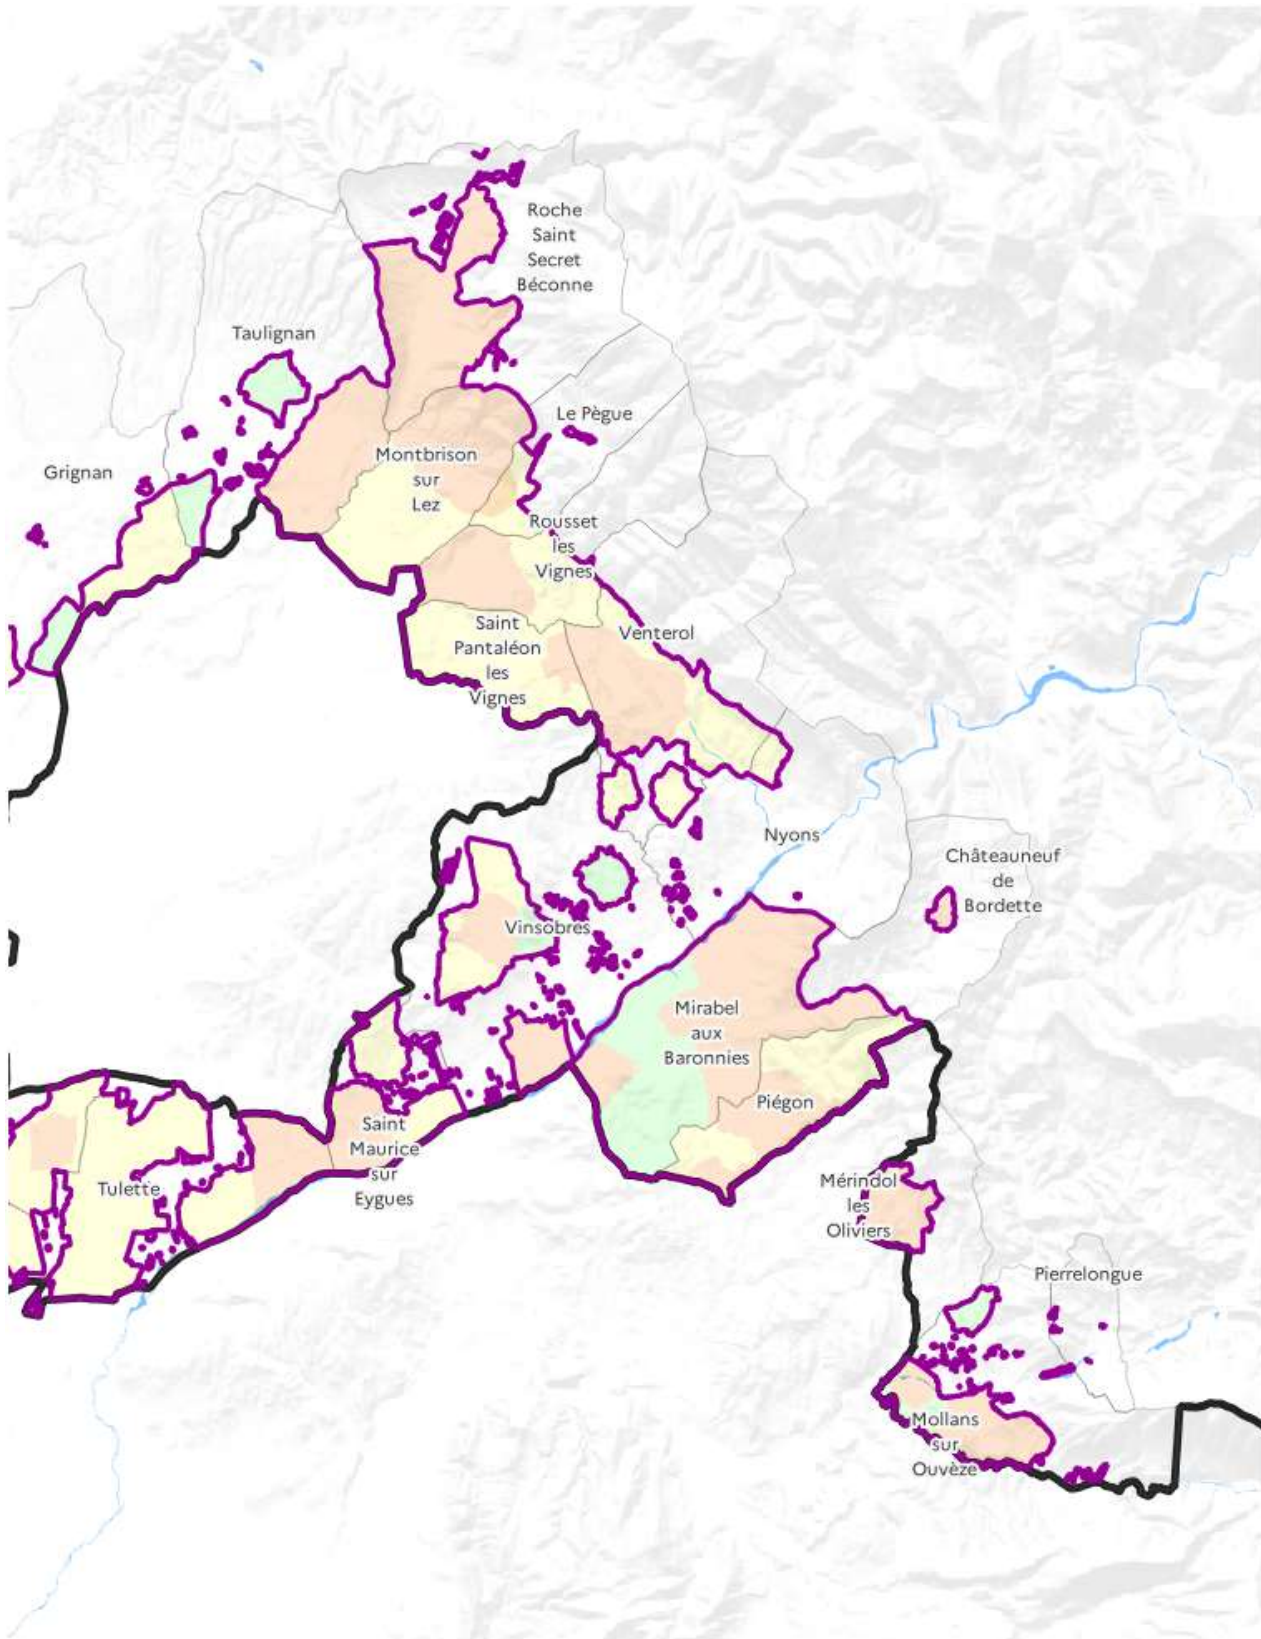 Roche
Saint
Secret
Béconne
Taulignan
Le Pègue
Montbrison
sur
Lez
Grignan
Rousset
les
Vignes
Saint
Pantaléon
les
Vignes
Venterol
Nyons
Châteauneuf
de
Bordette
Vinsobres
Mirabel
aux
Baronnies
Piégon
Saint
Maurice
sur
Eygues
Tulette
Mérindol
les
Oliviers
Pierrelongue
Mollans
sur
Ouvèze